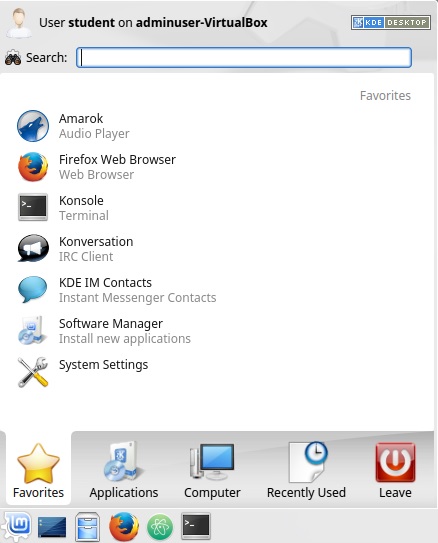 User student on adminuser-VirtualBox
KDE DESKTOP
Search:
Favorites
Amarok
Audio Player
Firefox Web Browser
Web Browser
Konsole
Terminal
Konversation
IRC Client
KDE IM Contacts
Instant Messenger Contacts
Software Manager
Install new applications
System Settings
Favorites
Applications
Computer
Recently Used
Leave